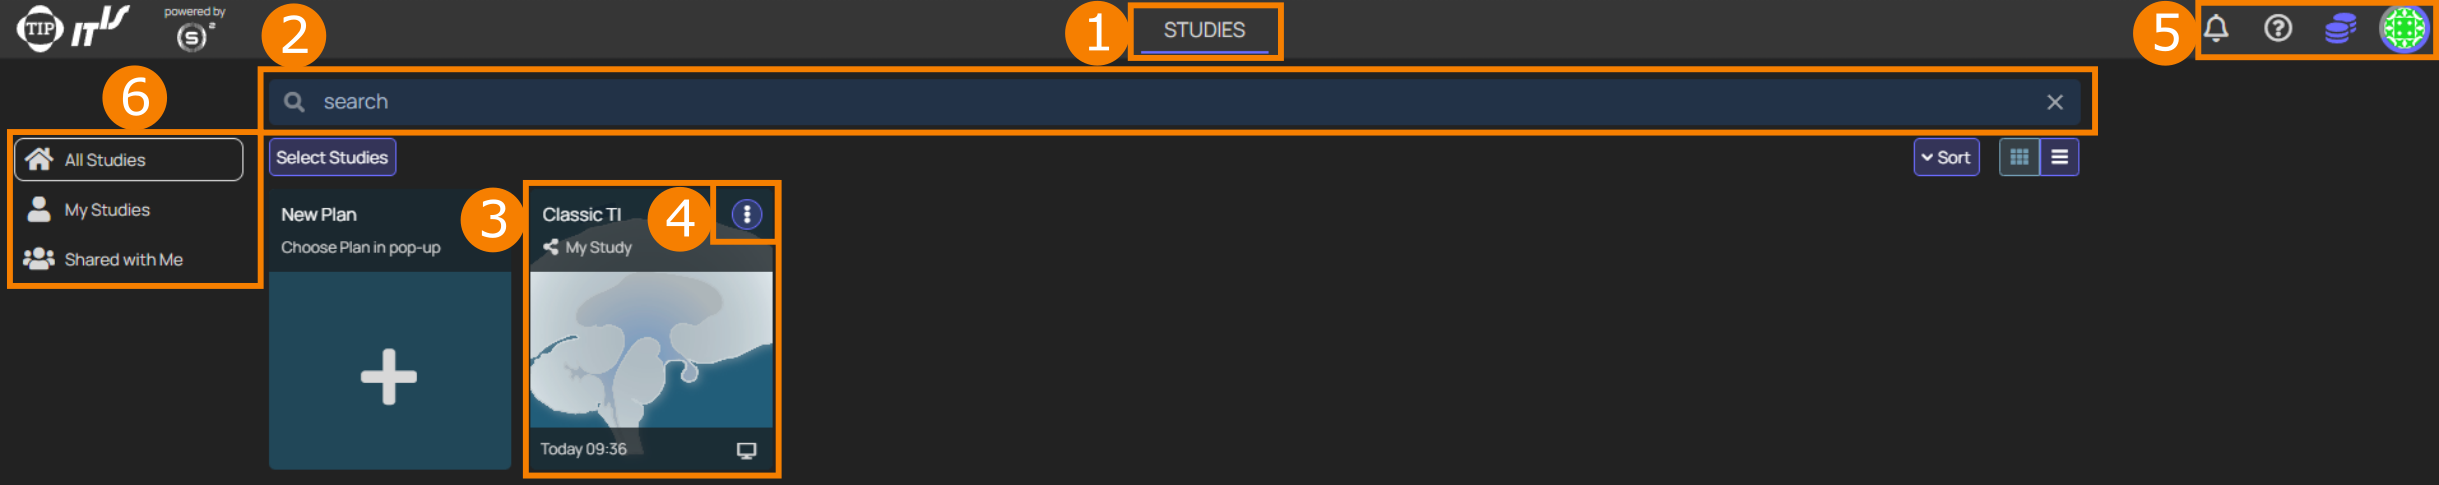 TIP IT'IS
powered by
s 2
2
1
STUDIES
5
6
search
All Studies
Select Studies
Sort
My Studies
Shared with Me
New Plan
Choose Plan in pop-up
3
Classic TI
4
My Study
Today 09:36